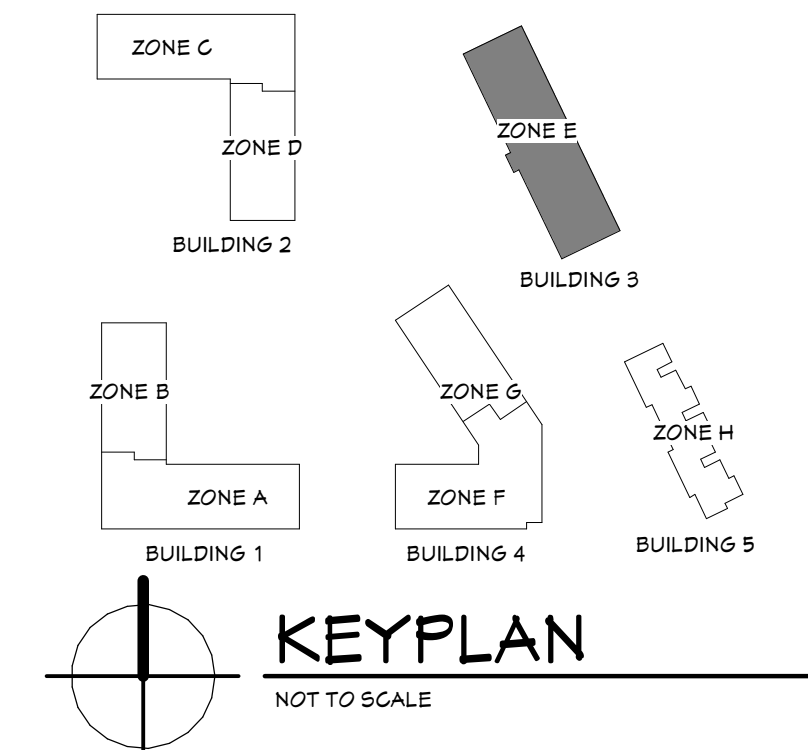 ZONE C
ZONE E
ZONE D
BUILDING 2
BUILDING 3
ZONE B
ZONE G
ZONE H
ZONE A
ZONE F
BUILDING 1
BUILDING 4
BUILDING 5
KEYPLAN
NOT TO SCALE